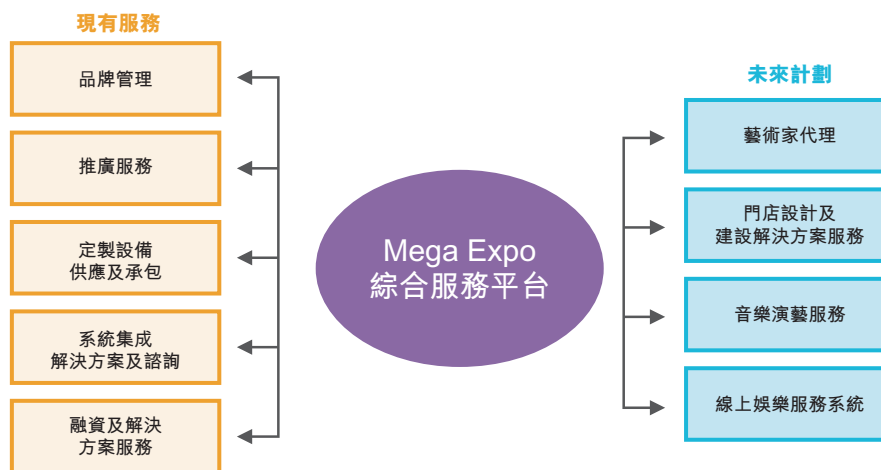 現有服務
品牌管理
推廣服務
定製設備
供應及承包
系統集成
解決方案及諮詢
融資及解決
方案服務
Mega Expo
綜合服務平台
未來計劃
藝術家代理
門店設計及
建設解決方案服務
音樂演藝服務
線上娛樂服務系統